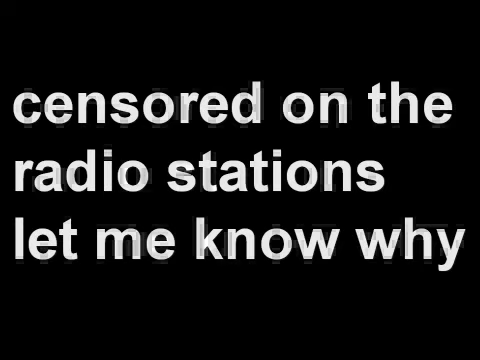 censored on the
radio stations
let me know why